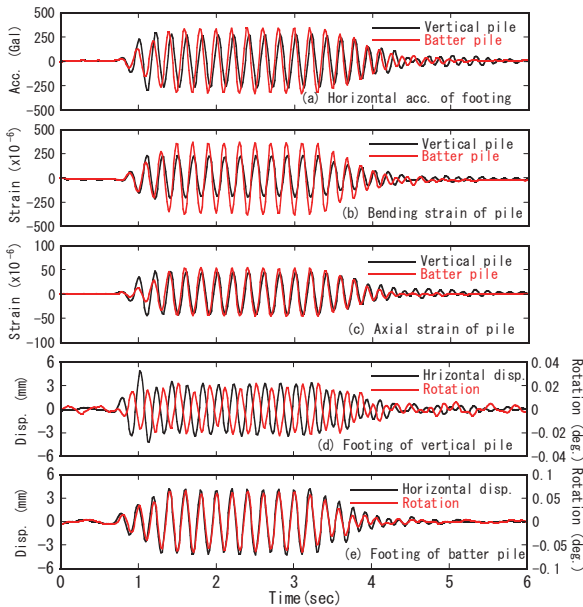 500
250
0
-250
-500
Acc. (Gal)
Vertical pile
Batter pile
(a) Horizontal acc. of footing
500
250
0
-250
-500
Strain (x10⁻⁶)
Vertical pile
Batter pile
(b) Bending strain of pile
100
50
0
-50
-100
Strain (x10⁻⁶)
Vertical pile
Batter pile
(c) Axial strain of pile
6
3
0
-3
-6
Disp. (mm)
Hrizontal disp.
Rotation
(d) Footing of vertical pile
0.04
0.02
0
-0.02
-0.04
Rotation (deg.)
6
3
0
-3
-6
Disp. (mm)
Horizontal disp.
Rotation
(e) Footing of batter pile
0.1
0.05
0
-0.05
-0.1
Rotation (deg.)
0 1 2 3 4 5 6
Time(sec)